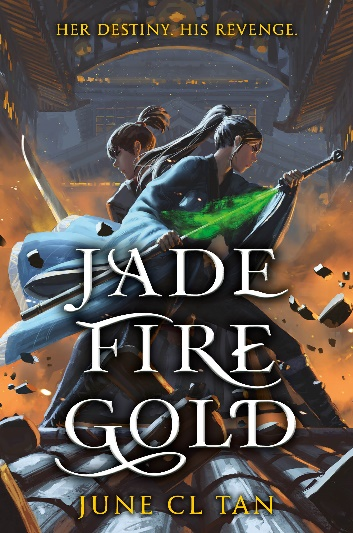 HER DESTINY. HIS REVENGE.
JADE
FIRE
GOLD
JUNE CL TAN